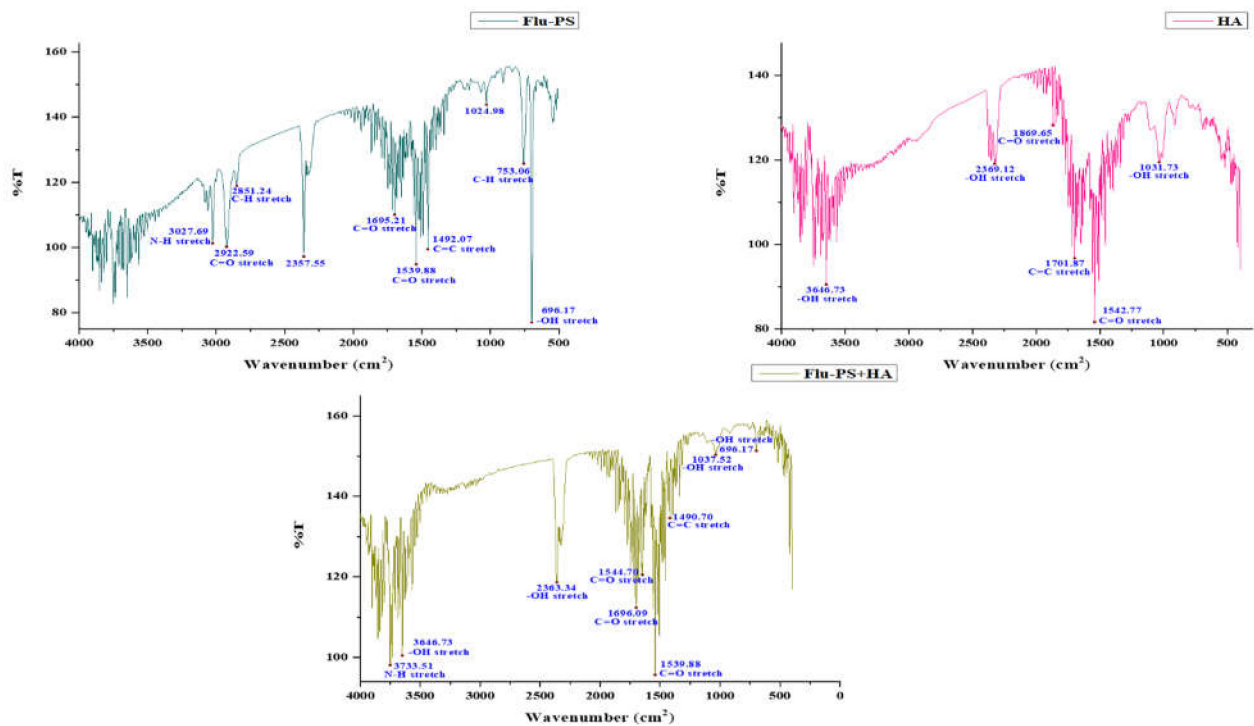 Flu-PS
160
140
120
100
80
%T
1024.98
2851.24
C-H stretch
753.06
C-H stretch
3027.69
N-H stretch
2922.59
C=O stretch
2357.55
1695.21
C=O stretch
1492.07
C=C stretch
1539.88
C=O stretch
696.17
-OH stretch
4000 3500 3000 2500 2000 1500 1000 500
Wavenumber (cm2)
HA
140
120
100
80
%T
1869.65
C=O stretch
2369.12
-OH stretch
1031.73
-OH stretch
3646.73
-OH stretch
1701.87
C=C stretch
1542.77
C=O stretch
4000 3000 2500 2000 1500 1000 500
Wavenumber (cm2)
Flu-PS+HA
160
140
120
100
%T
-OH stretch
696.17
1037.52
-OH stretch
1490.70
C=C stretch
1544.70
C=O stretch
2363.34
-OH stretch
1696.09
C=O stretch
3646.73
-OH stretch
3733.51
N-H stretch
1539.88
C=O stretch
4000 3500 3000 2500 2000 1500 1000 500 0
Wavenumber (cm2)